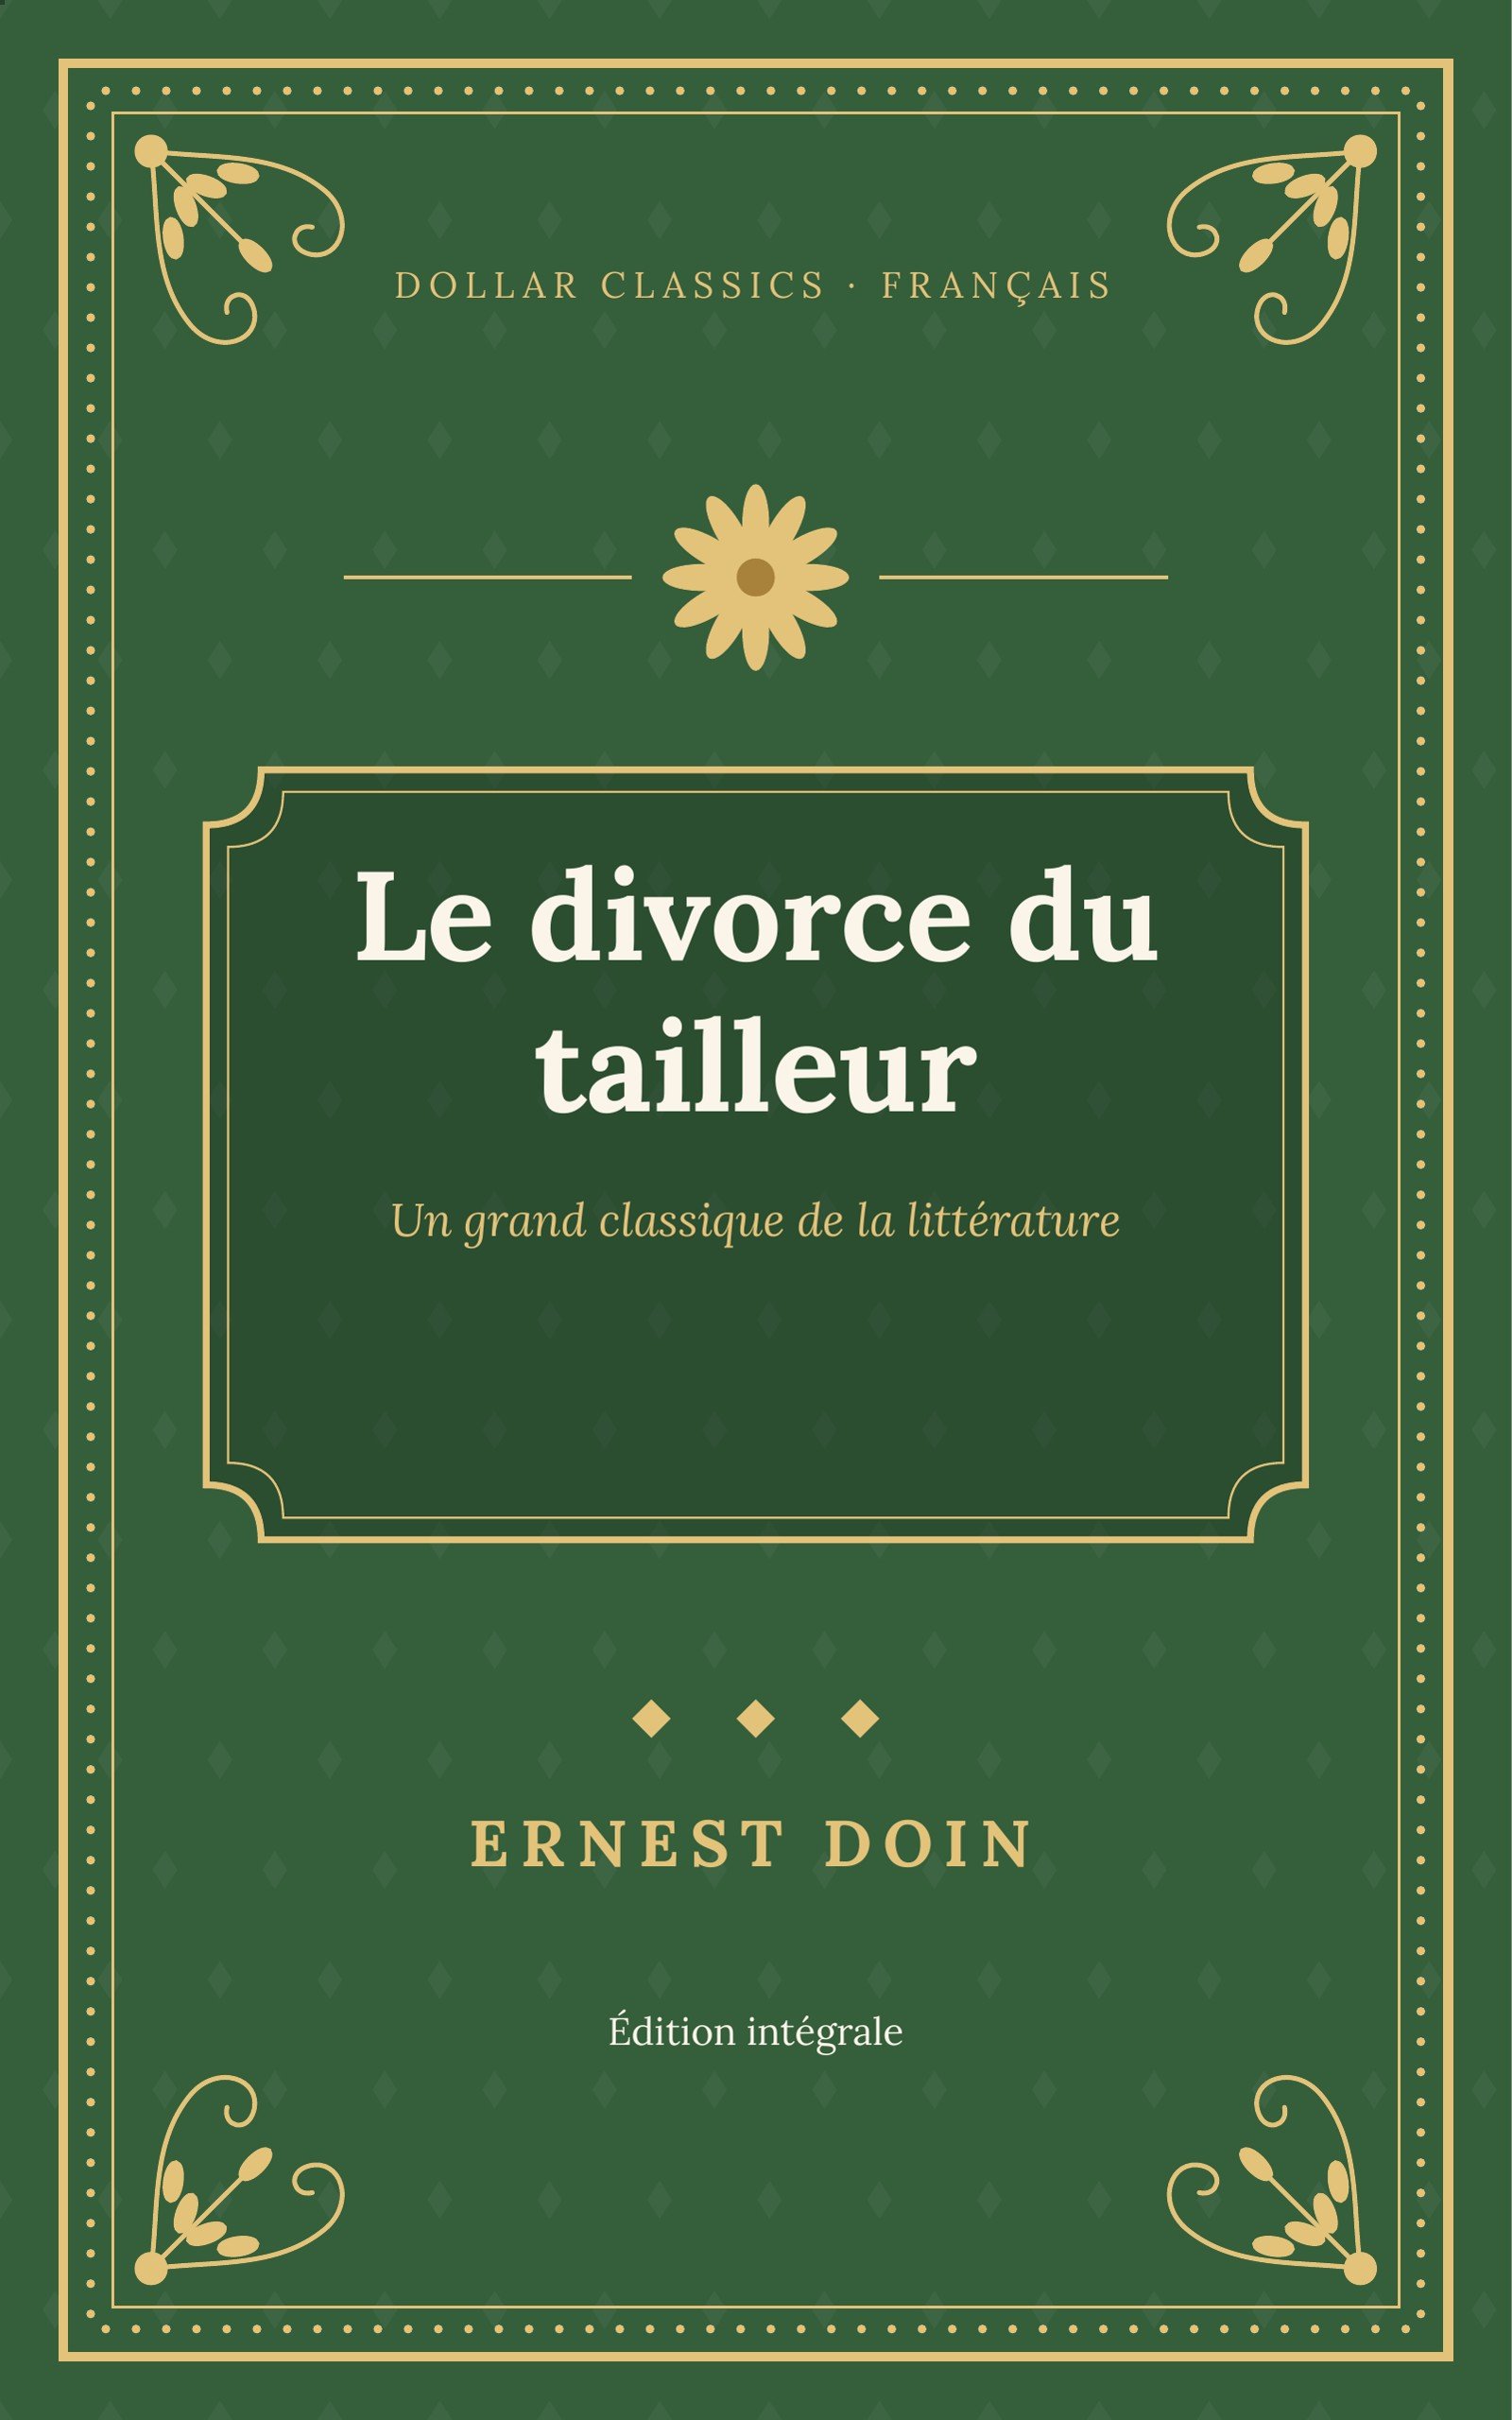 DOLLAR CLASSICS · FRANÇAIS
Le divorce du
tailleur
Un grand classique de la littérature
ERNEST DOIN
Édition intégrale